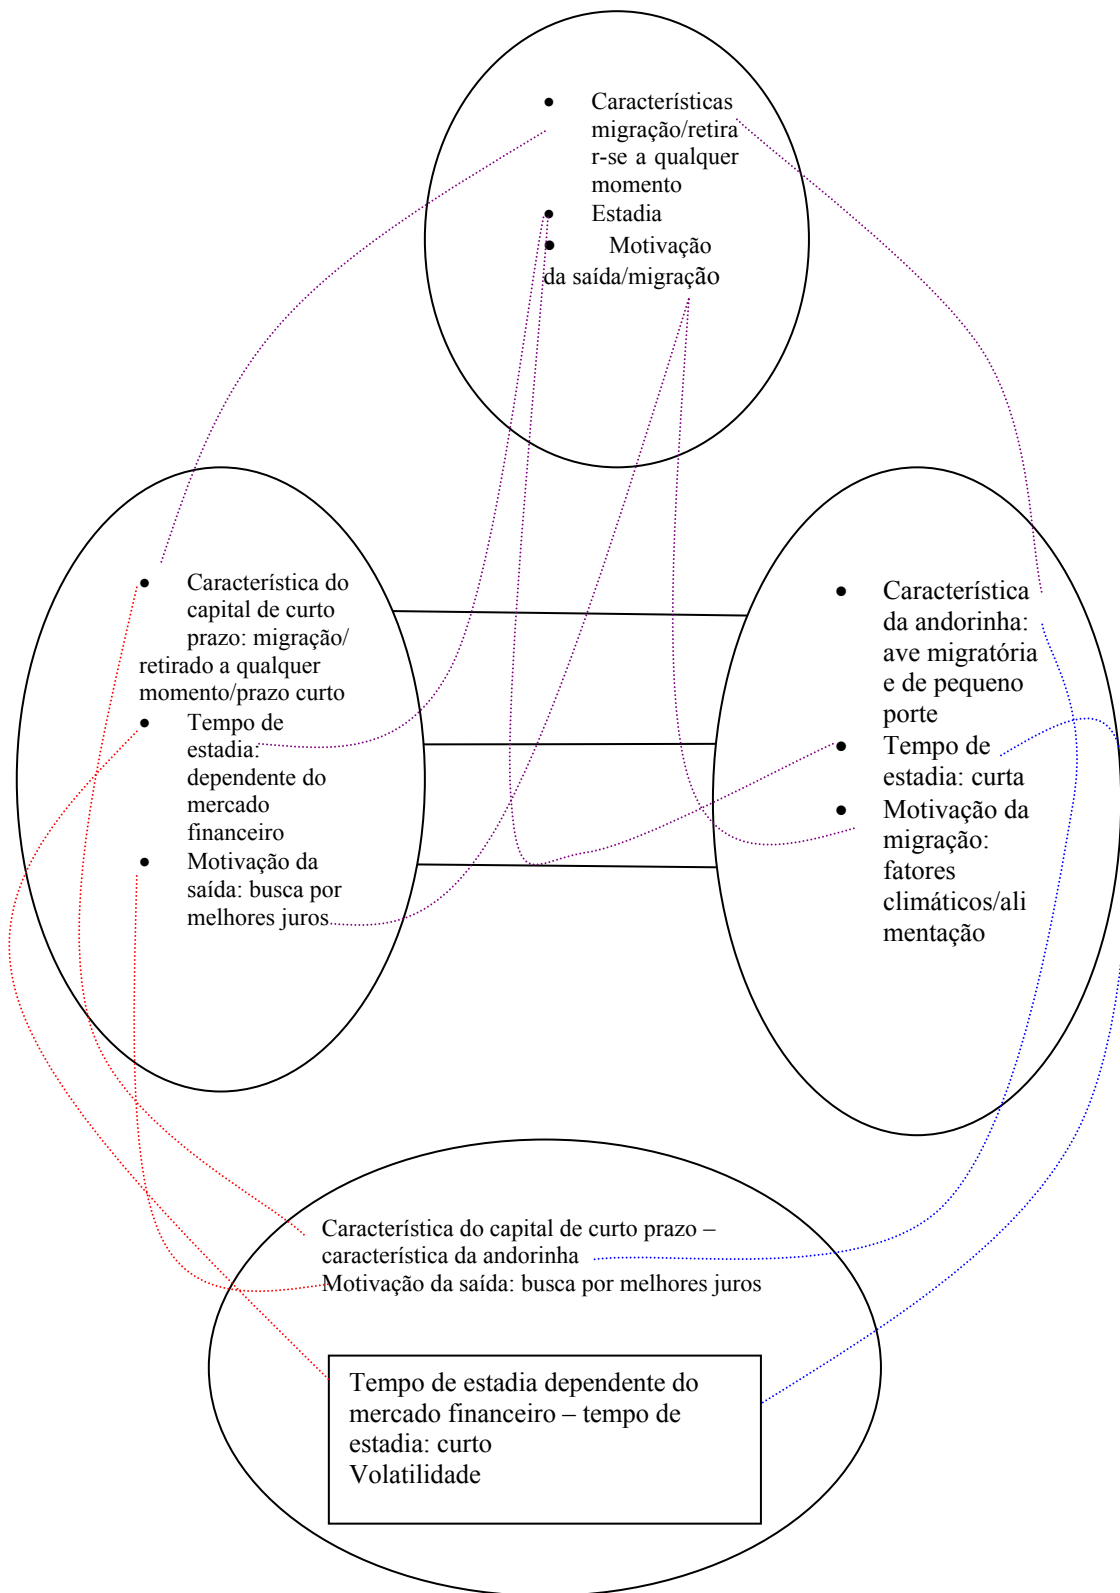 • Características
migração/retira
r-se a qualquer
momento
• Estadia
• Motivação
da saída/migração
• Característica do
capital de curto
prazo: migração/
retirado a qualquer
momento/prazo curto
• Tempo de
estadia:
dependente do
mercado
financeiro
• Motivação da
saída: busca por
melhores juros
• Característica
da andorinha:
ave migratória
e de pequeno
porte
• Tempo de
estadia: curta
• Motivação da
migração:
fatores
climáticos/ali
mentação
Característica do capital de curto prazo –
característica da andorinha
Motivação da saída: busca por melhores juros
Tempo de estadia dependente do
mercado financeiro – tempo de
estadia: curto
Volatilidade